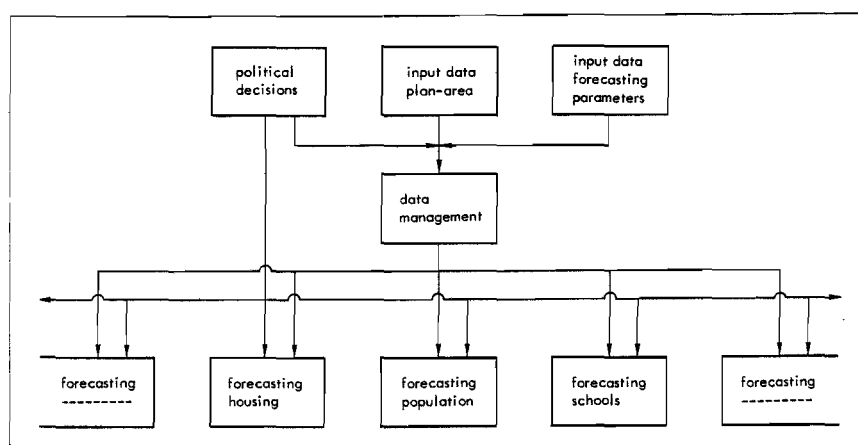 political
decisions
input data
plan-area
input data
forecasting
parameters
data
management
forecasting
---------
forecasting
housing
forecasting
population
forecasting
schools
forecasting
---------